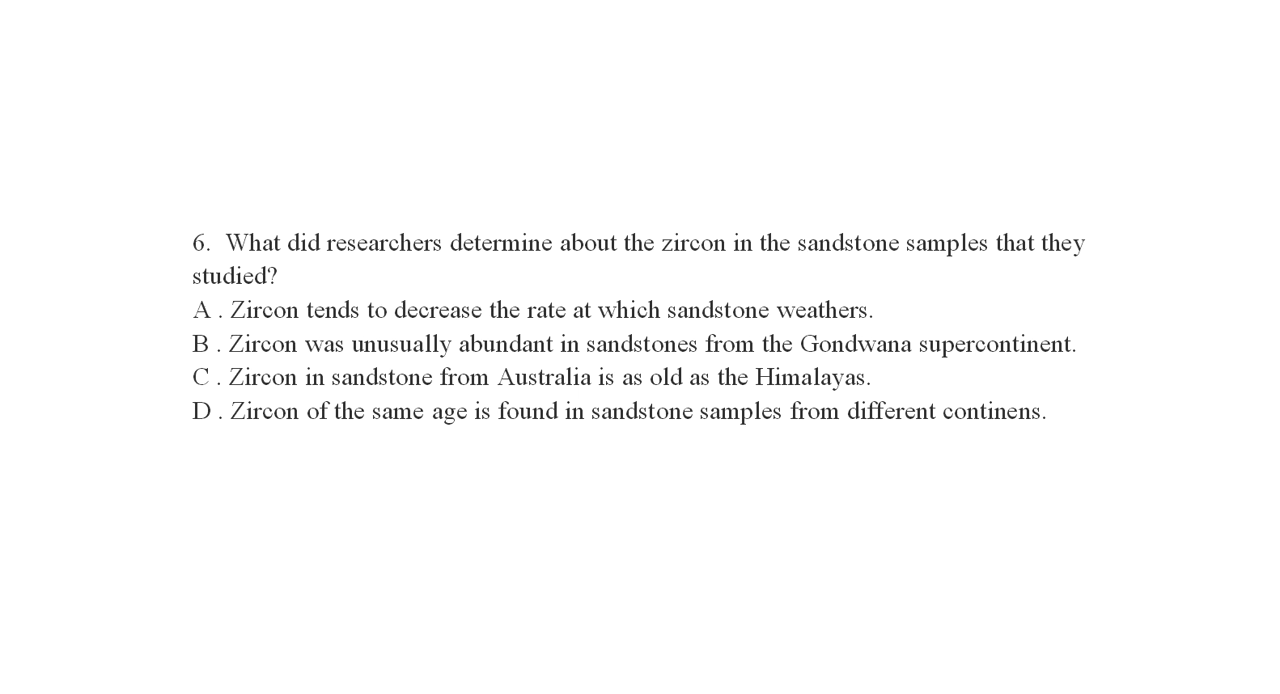 6.  What did researchers determine about the zircon in the sandstone samples that they
studied?
A . Zircon tends to decrease the rate at which sandstone weathers.
B . Zircon was unusually abundant in sandstones from the Gondwana supercontinent.
C . Zircon in sandstone from Australia is as old as the Himalayas.
D . Zircon of the same age is found in sandstone samples from different continens.